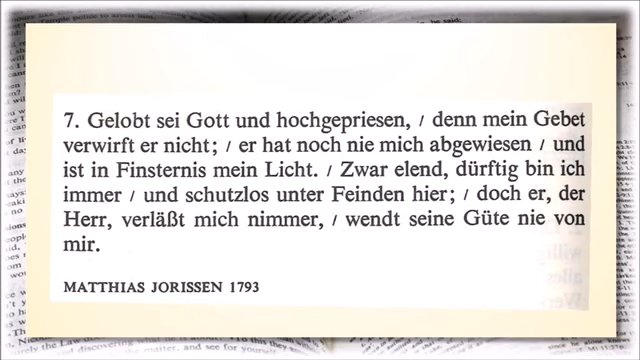 7. Gelobt sei Gott und hochgepriesen, / denn mein Gebet
verwirft er nicht; / er hat noch nie mich abgewiesen / und
ist in Finsternis mein Licht. / Zwar elend, dürftig bin ich
immer / und schutzlos unter Feinden hier; / doch er, der
Herr, verläßt mich nimmer, / wendt seine Güte nie von
mir.
MATTHIAS JORISSEN 1793